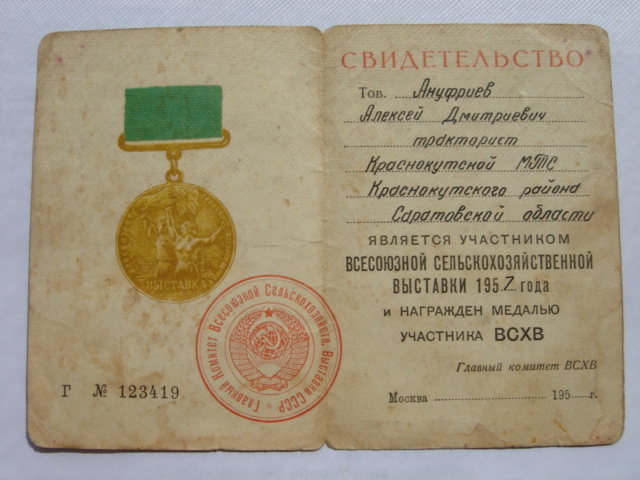 ВЫСТАВКА
Главный Комитет Всесоюзной Сельскохозяйств. Выставки СССР
Г № 123419
СВИДЕТЕЛЬСТВО
Тов. Ануфриев
Алексей Дмитриевич
тракторист
Краснокутской МТС
Краснокутского района
Саратовской области
ЯВЛЯЕТСЯ УЧАСТНИКОМ
ВСЕСОЮЗНОЙ СЕЛЬСКОХОЗЯЙСТВЕННОЙ
ВЫСТАВКИ 1957 года
И НАГРАЖДЕН МЕДАЛЬЮ
УЧАСТНИКА ВСХВ
Главный комитет ВСХВ
Москва 195 г.